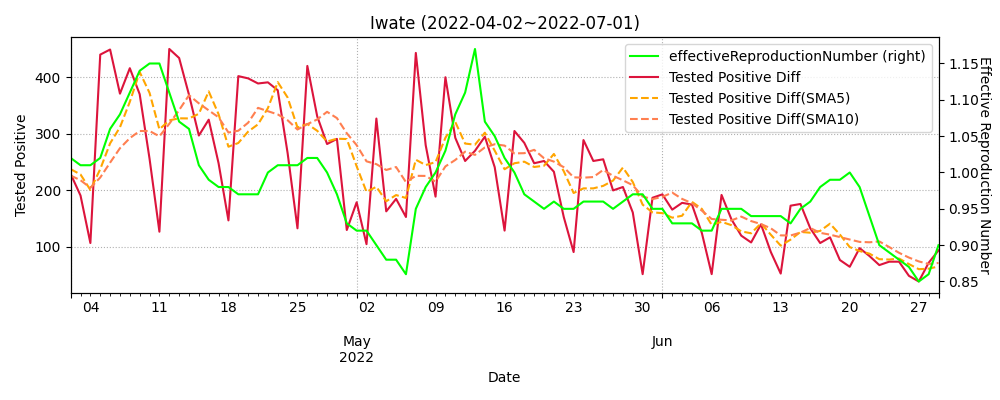 Iwate (2022-04-02~2022-07-01)
effectiveReproductionNumber (right)
Tested Positive Diff
Tested Positive Diff(SMA5)
Tested Positive Diff(SMA10)
Tested Positive
400
300
200
100
1.15
1.10
1.05
1.00
0.95
0.90
0.85
Effective Reproduction Number
04 11 18 25 02 09 16 23 30 06 13 20 27
May Jun
2022
Date